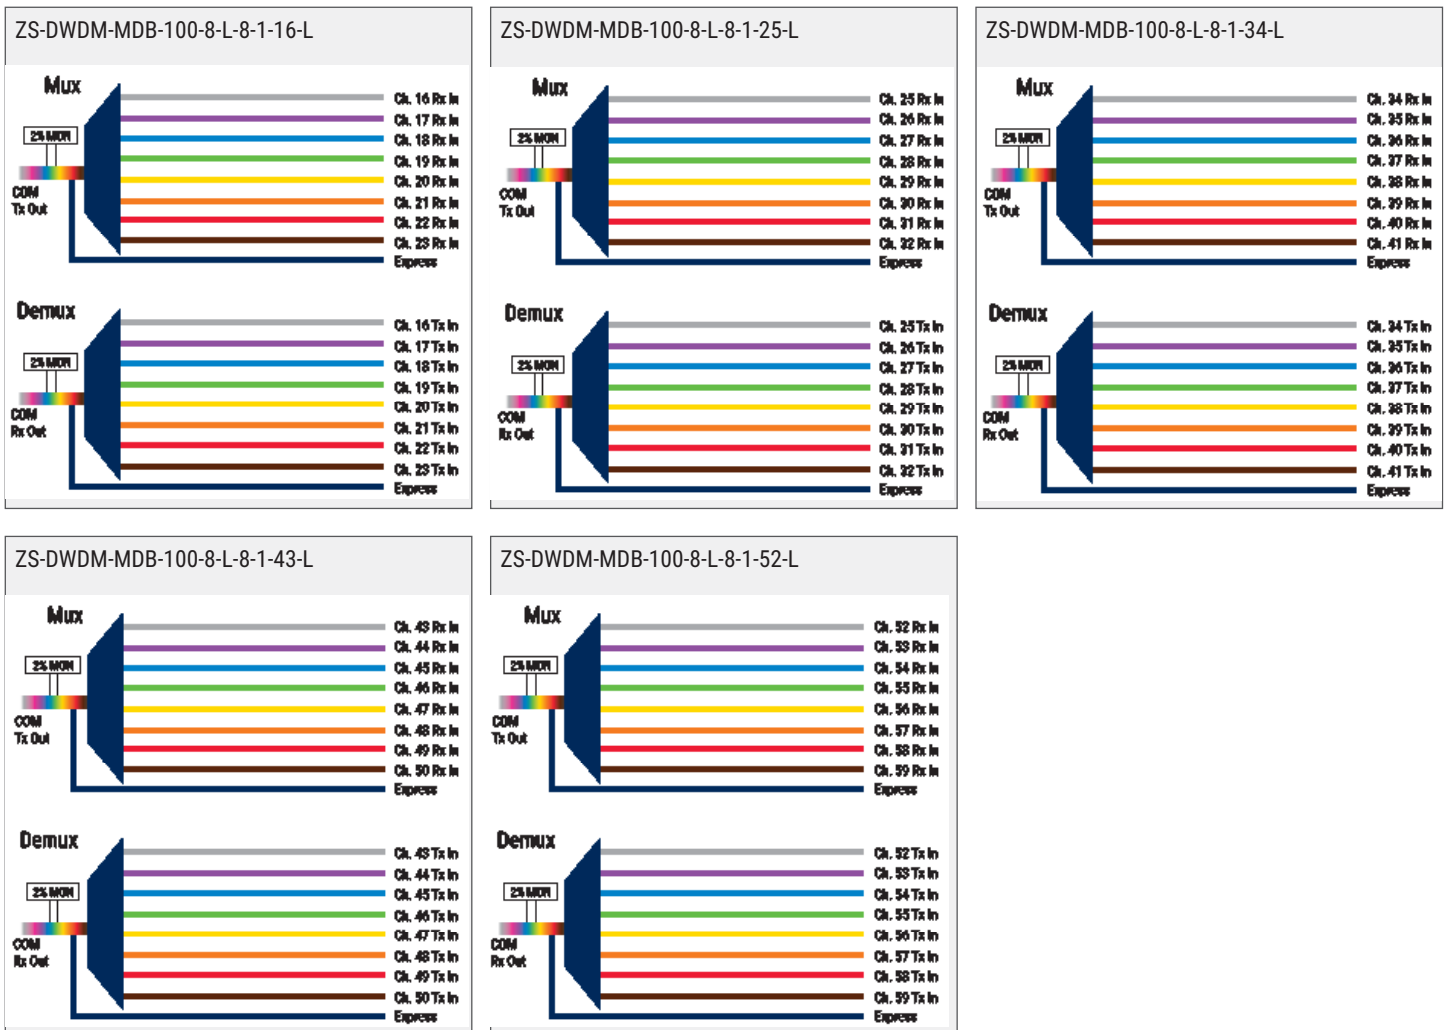 ZS-DWDM-MDB-100-8-L-8-1-16-L
Mux
2% MON
COM
Tx Out
Ch. 16 Rx In
Ch. 17 Rx In
Ch. 18 Rx In
Ch. 19 Rx In
Ch. 20 Rx In
Ch. 21 Rx In
Ch. 22 Rx In
Ch. 23 Rx In
Express
Demux
2% MON
COM
Rx Out
Ch. 16 Tx In
Ch. 17 Tx In
Ch. 18 Tx In
Ch. 19 Tx In
Ch. 20 Tx In
Ch. 21 Tx In
Ch. 22 Tx In
Ch. 23 Tx In
Express
ZS-DWDM-MDB-100-8-L-8-1-25-L
Mux
2% MON
COM
Tx Out
Ch. 25 Rx In
Ch. 26 Rx In
Ch. 27 Rx In
Ch. 28 Rx In
Ch. 29 Rx In
Ch. 30 Rx In
Ch. 31 Rx In
Ch. 32 Rx In
Express
Demux
2% MON
COM
Rx Out
Ch. 25 Tx In
Ch. 26 Tx In
Ch. 27 Tx In
Ch. 28 Tx In
Ch. 29 Tx In
Ch. 30 Tx In
Ch. 31 Tx In
Ch. 32 Tx In
Express
ZS-DWDM-MDB-100-8-L-8-1-34-L
Mux
2% MON
COM
Tx Out
Ch. 34 Rx In
Ch. 35 Rx In
Ch. 36 Rx In
Ch. 37 Rx In
Ch. 38 Rx In
Ch. 39 Rx In
Ch. 40 Rx In
Ch. 41 Rx In
Express
Demux
2% MON
COM
Rx Out
Ch. 34 Tx In
Ch. 35 Tx In
Ch. 36 Tx In
Ch. 37 Tx In
Ch. 38 Tx In
Ch. 39 Tx In
Ch. 40 Tx In
Ch. 41 Tx In
Express
ZS-DWDM-MDB-100-8-L-8-1-43-L
Mux
2% MON
COM
Tx Out
Ch. 43 Rx In
Ch. 44 Rx In
Ch. 45 Rx In
Ch. 46 Rx In
Ch. 47 Rx In
Ch. 48 Rx In
Ch. 49 Rx In
Ch. 50 Rx In
Express
Demux
2% MON
COM
Rx Out
Ch. 43 Tx In
Ch. 44 Tx In
Ch. 45 Tx In
Ch. 46 Tx In
Ch. 47 Tx In
Ch. 48 Tx In
Ch. 49 Tx In
Ch. 50 Tx In
Express
ZS-DWDM-MDB-100-8-L-8-1-52-L
Mux
2% MON
COM
Tx Out
Ch. 52 Rx In
Ch. 53 Rx In
Ch. 54 Rx In
Ch. 55 Rx In
Ch. 56 Rx In
Ch. 57 Rx In
Ch. 58 Rx In
Ch. 59 Rx In
Express
Demux
2% MON
COM
Rx Out
Ch. 52 Tx In
Ch. 53 Tx In
Ch. 54 Tx In
Ch. 55 Tx In
Ch. 56 Tx In
Ch. 57 Tx In
Ch. 58 Tx In
Ch. 59 Tx In
Express